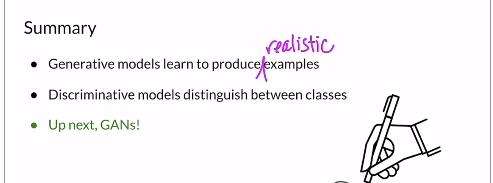 Summary
realistic
Generative models learn to produce examples
Discriminative models distinguish between classes
Up next, GANs!